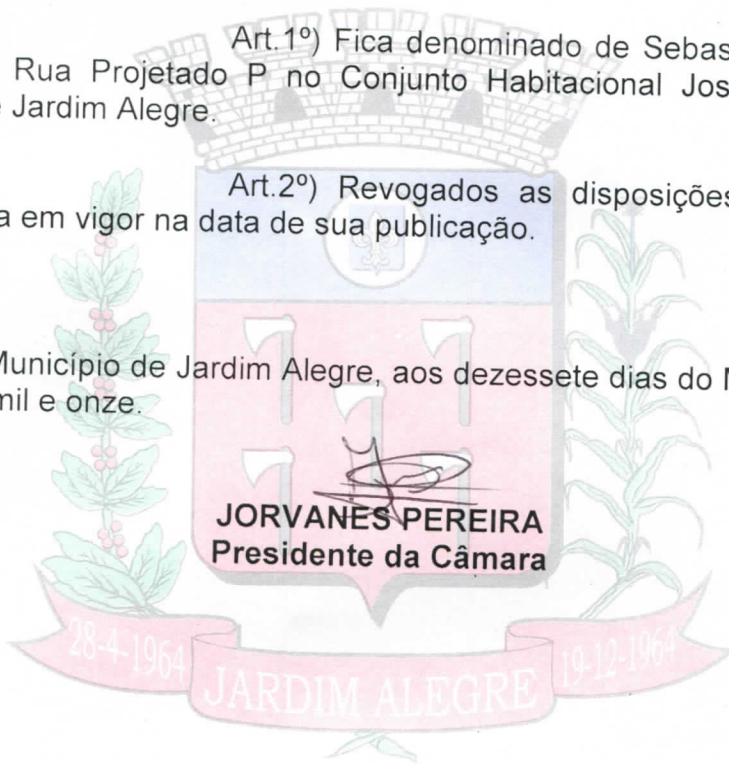 Art.1º) Fica denominado de Sebas
Rua Projetado P no Conjunto Habitacional Jos
e Jardim Alegre.
Art.2º) Revogados as disposições
a em vigor na data de sua publicação.
Município de Jardim Alegre, aos dezessete dias do M
mil e onze.
JORVANES PEREIRA
Presidente da Câmara
28-4-1964
JARDIM ALEGRE
19-12-1964